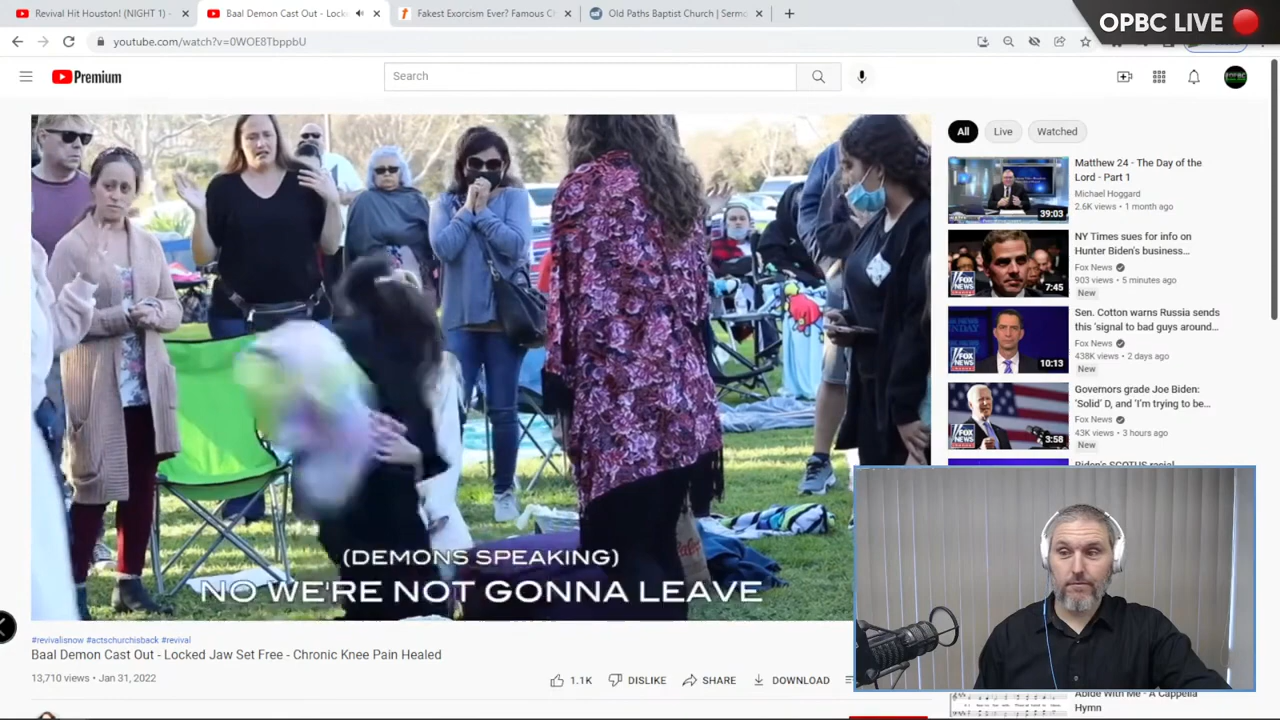 Revival Hit Houston! (NIGHT 1) -
Baal Demon Cast Out - Locke
Fakest Exorcism Ever? Famous C
Old Paths Baptist Church | Sermo
OPBC LIVE
youtube.com/watch?v=0WOE8TbppbU
Premium
Search
All
Live
Watched
Matthew 24 - The Day of the
Lord - Part 1
Michael Hoggard
2.6K views • 1 month ago
39:03
NY Times sues for info on
Hunter Biden's business...
Fox News
903 views • 5 minutes ago
New
7:45
Sen. Cotton warns Russia sends
this 'signal to bad guys around...
Fox News
438K views • 2 days ago
New
10:13
Governors grade Joe Biden:
'Solid' D, and 'I'm trying to be...
Fox News
43K views • 3 hours ago
New
3:58
Biden's SCOTUS racial
(DEMONS SPEAKING)
NO WE'RE NOT GONNA LEAVE
#revivalisnow #actschurchisback #revival
Baal Demon Cast Out - Locked Jaw Set Free - Chronic Knee Pain Healed
13,710 views • Jan 31, 2022
1.1K
DISLIKE
SHARE
DOWNLOAD
Abide With Me - A Cappella
Hymn